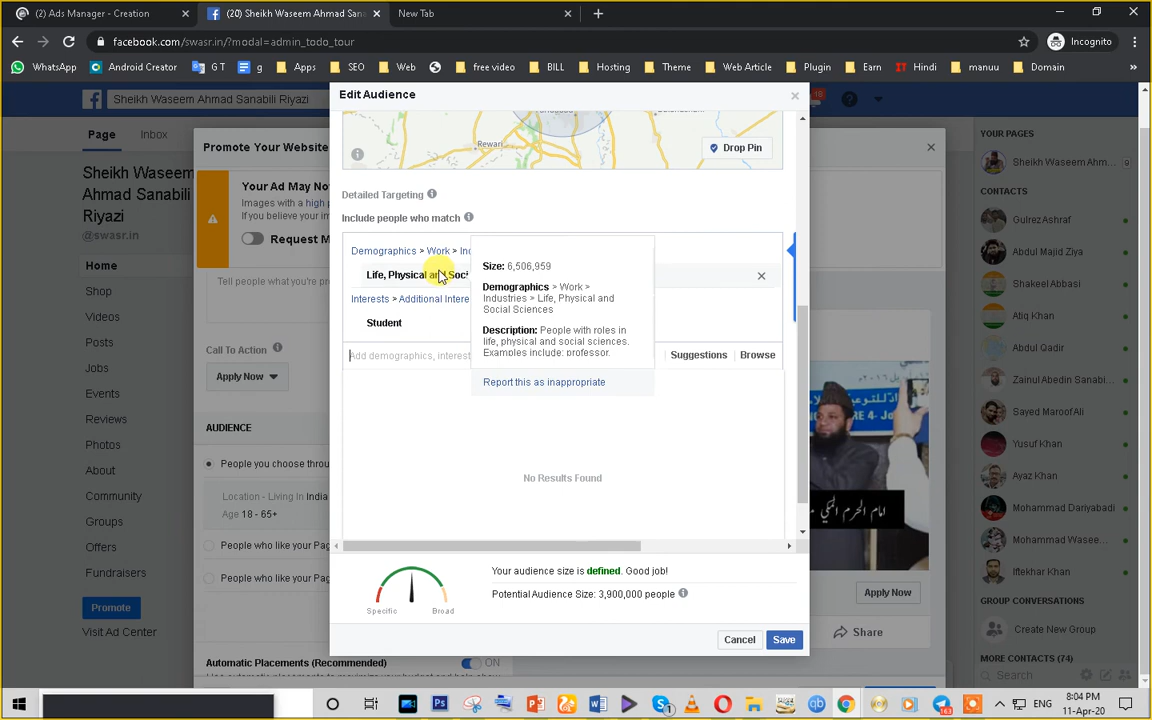 (2) Ads Manager - Creation
(20) Sheikh Waseem Ahmad San
New Tab
facebook.com/swasr.in/?modal=admin_todo_tour
Incognito
WhatsApp
Android Creator
G T
g
Apps
SEO
Web
free video
BILL
Hosting
Theme
Web Article
Plugin
Earn
IT Hindi
manuu
Domain
»
Sheikh Waseem Ahmad Sanabili Riyazi
18
Page
Inbox
Sheikh Waseem
Ahmad Sanabili
Riyazi
@swasr.in
Home
Shop
Videos
Posts
Jobs
Events
Reviews
Photos
About
Community
Groups
Offers
Fundraisers
Promote
Visit Ad Center
Promote Your Website
Your Ad May No
Images with a high p
If you believe your im
Request M
Tell people what you're pro
Call To Action
Apply Now
AUDIENCE
People you choose throu
Location - Living In India
Age 18 - 65+
People who like your Pag
People who like your Pag
Automatic Placements (Recommended)
ON
Edit Audience
Rewari
Drop Pin
Detailed Targeting
Include people who match
Demographics > Work > Ind
Life, Physical and Soci
Interests > Additional Intere
Student
Add demographics, interest
Suggestions
Browse
Size: 6,506,959
Demographics > Work >
Industries > Life, Physical and
Social Sciences
Description: People with roles in
life, physical and social sciences.
Examples include: professor.
Report this as inappropriate
No Results Found
Specific
Broad
Your audience size is defined. Good job!
Potential Audience Size: 3,900,000 people
Cancel
Save
امام الحرم المكي
Apply Now
Share
YOUR PAGES
Sheikh Waseem Ahm...
9
CONTACTS
Gulrez Ashraf
Abdul Majid Ziya
Shakeel Abbasi
Atiq Khan
Abdul Qadir
Zainul Abedin Sanabi...
Sayed Maroof Ali
Yusuf Khan
Ayaz Khan
Mohammad Dariyabadi
Mohammad Wasee...
Iftekhar Khan
GROUP CONVERSATIONS
Create New Group
MORE CONTACTS (74)
Search
163
ENG
8:04 PM
11-Apr-20